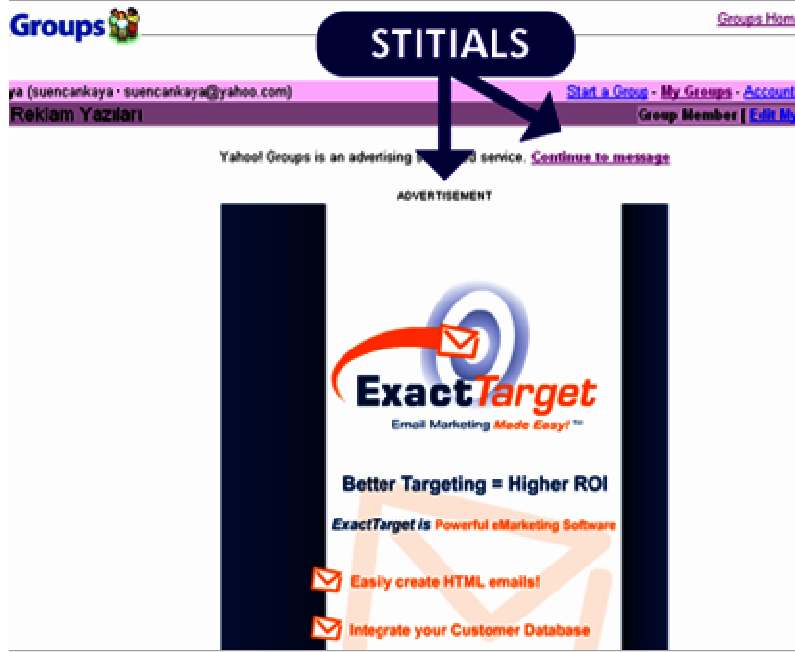 Groups
STITIALS
Groups Hom
ya (suencankaya · suencankaya@yahoo.com)
Start a Group - My Groups - Account
Reklam Yazıları
Group Member [ Edit My
Yahoo! Groups is an advertising service. Continue to message
ADVERTISEMENT
ExactTarget
Email Marketing Made Easy! ™
Better Targeting = Higher ROI
ExactTarget is Powerful eMarketing Software
Easily create HTML emails!
Integrate your Customer Database